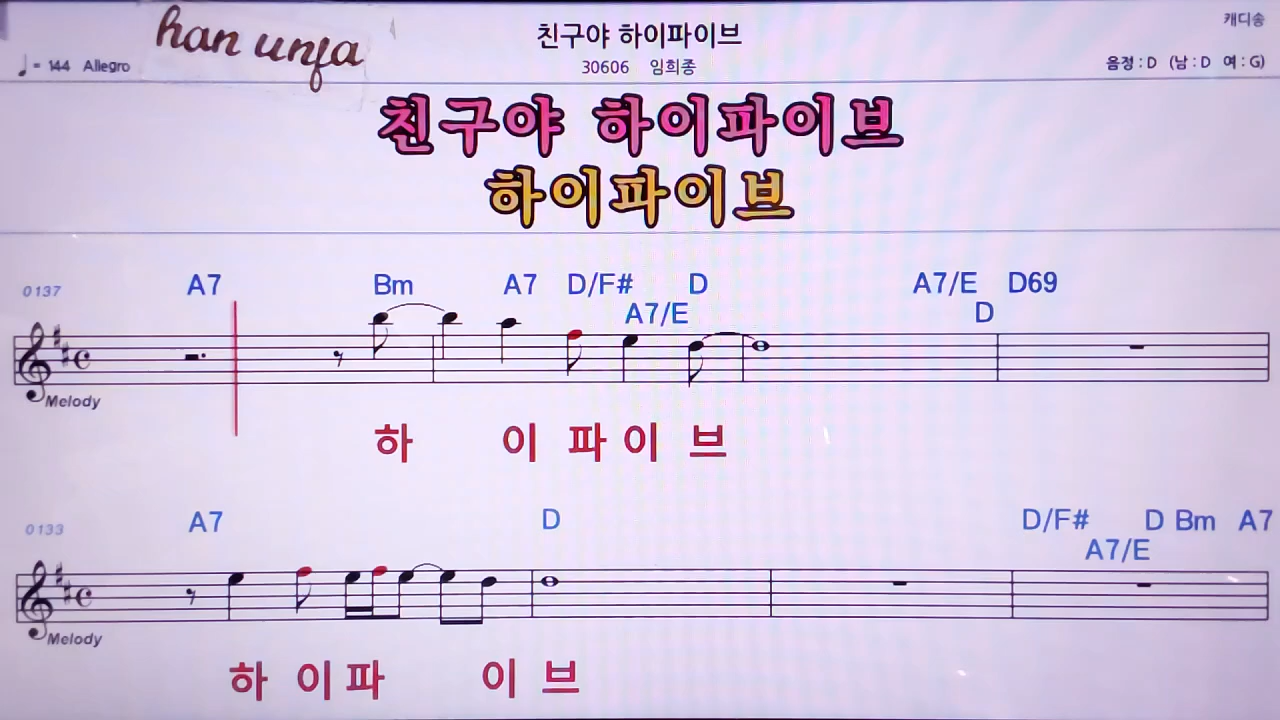 han unfa
친구야 하이파이브
캐디송
♩= 144 Allegro
30606 임희종
음정 : D (남 : D 여 : G)
친구야 하이파이브
하이파이브
0137 A7 Bm A7 D/F# D A7/E D69
A7/E D
Melody
하 이 파 이 브
0133 A7 D D/F# D Bm A7
A7/E
Melody
하 이 파 이 브